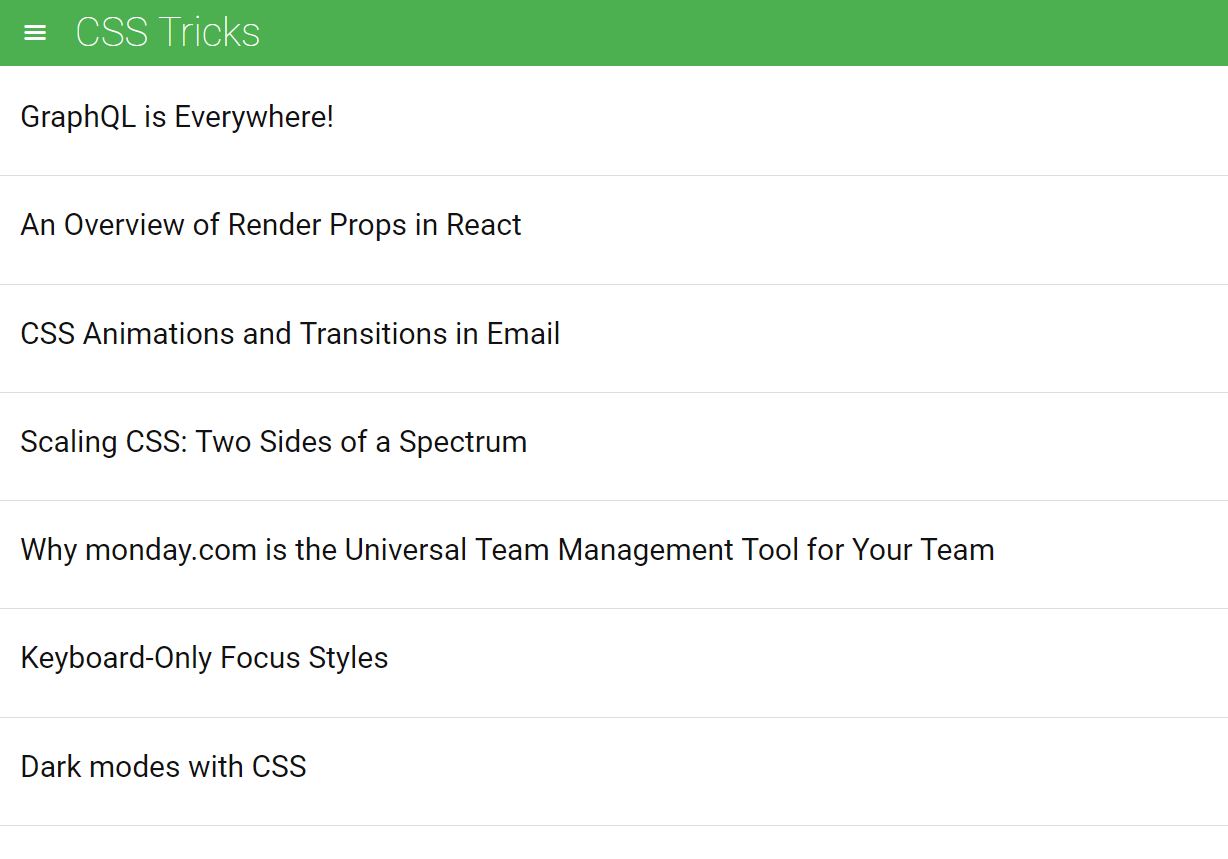 CSS Tricks
GraphQL is Everywhere!
An Overview of Render Props in React
CSS Animations and Transitions in Email
Scaling CSS: Two Sides of a Spectrum
Why monday.com is the Universal Team Management Tool for Your Team
Keyboard-Only Focus Styles
Dark modes with CSS